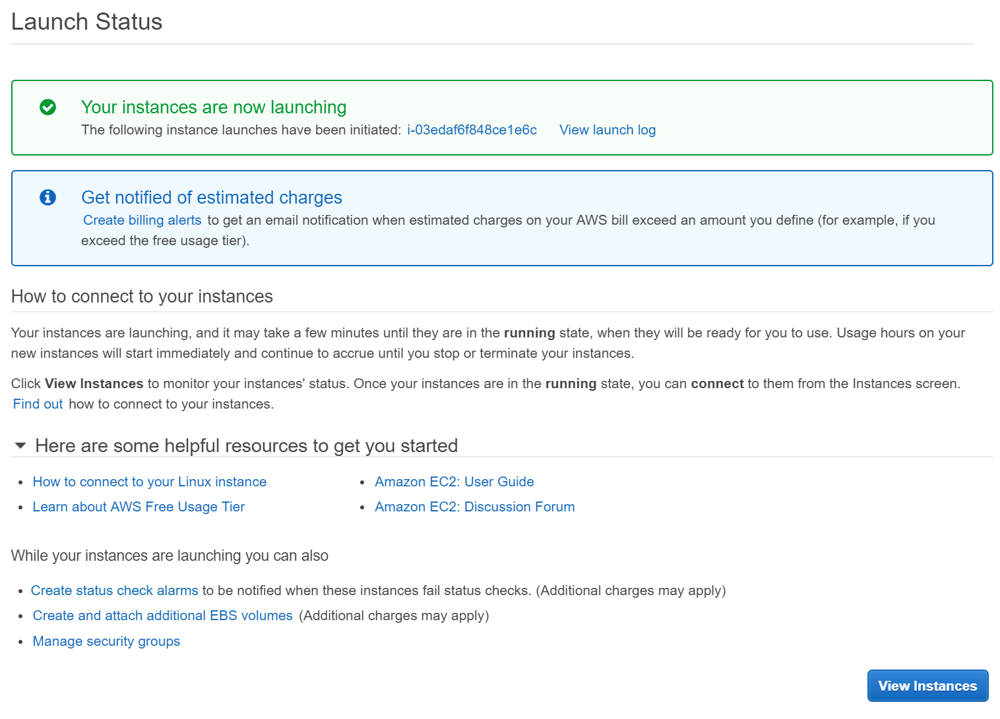 Launch Status
Your instances are now launching
The following instance launches have been initiated: i-03edaf6f848ce1e6c View launch log
Get notified of estimated charges
Create billing alerts to get an email notification when estimated charges on your AWS bill exceed an amount you define (for example, if you
exceed the free usage tier).
How to connect to your instances
Your instances are launching, and it may take a few minutes until they are in the running state, when they will be ready for you to use. Usage hours on your
new instances will start immediately and continue to accrue until you stop or terminate your instances.
Click View Instances to monitor your instances' status. Once your instances are in the running state, you can connect to them from the Instances screen.
Find out how to connect to your instances.
Here are some helpful resources to get you started
How to connect to your Linux instance
Amazon EC2: User Guide
Learn about AWS Free Usage Tier
Amazon EC2: Discussion Forum
While your instances are launching you can also
Create status check alarms to be notified when these instances fail status checks. (Additional charges may apply)
Create and attach additional EBS volumes (Additional charges may apply)
Manage security groups
View Instances